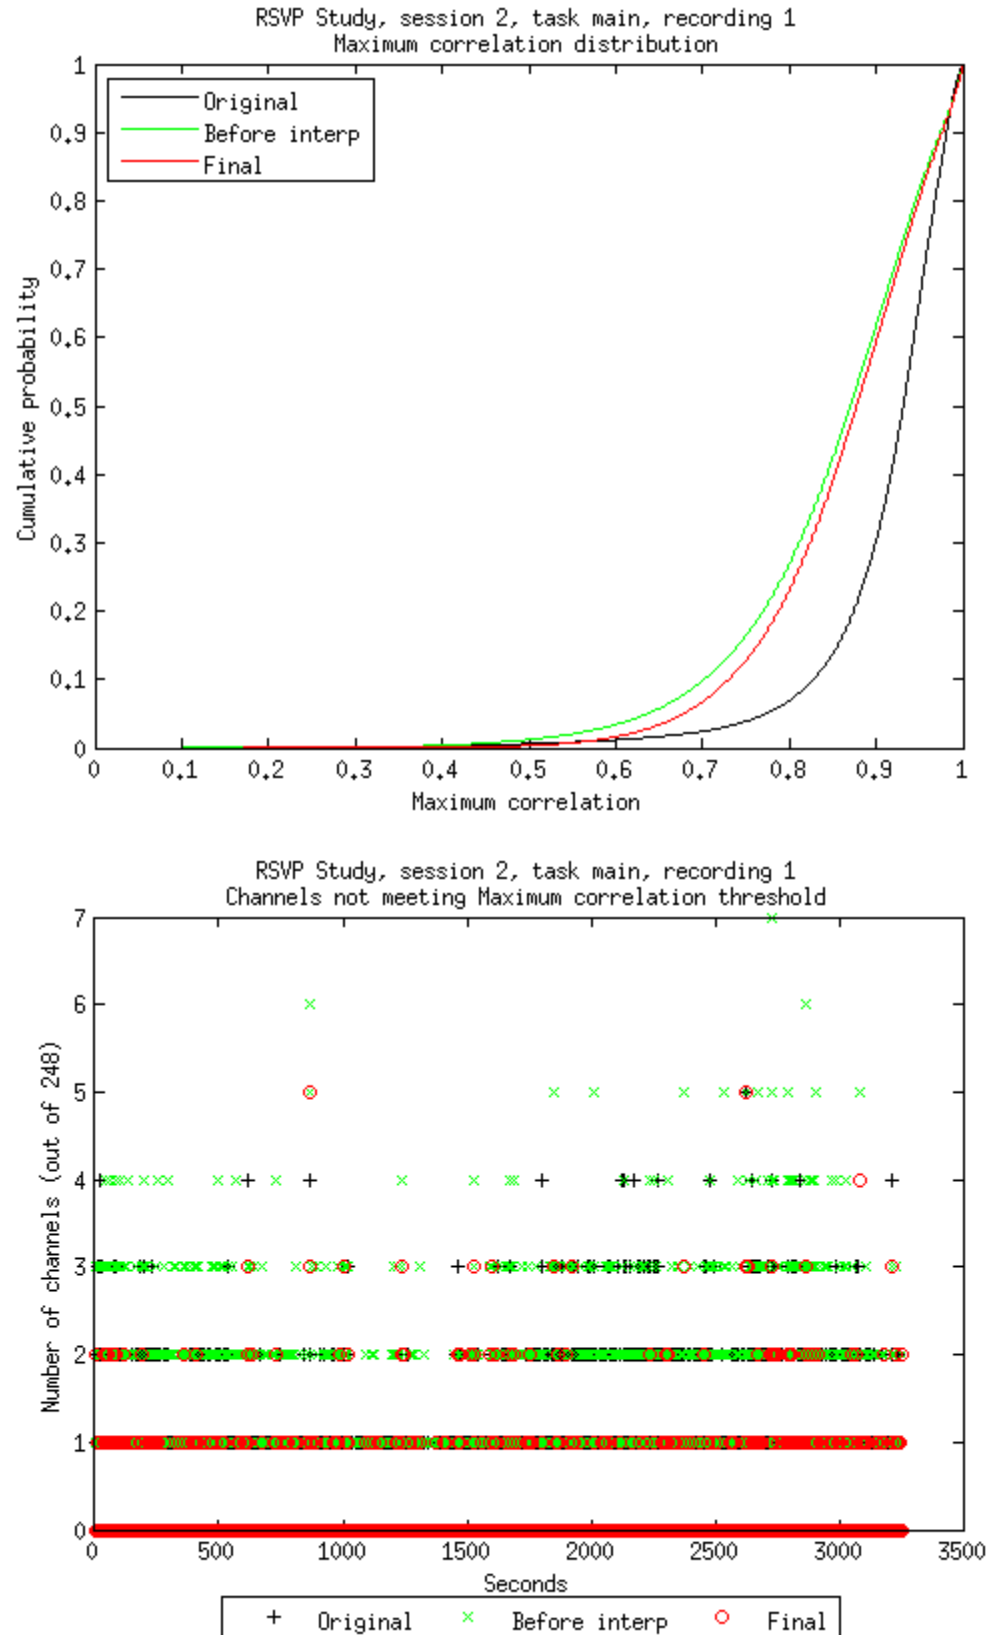 RSVP Study, session 2, task main, recording 1
Maximum correlation distribution
1
0.9
0.8
0.7
0.6
0.5
0.4
0.3
0.2
0.1
0
Original
Before interp
Final
Cumulative probability
0 0.1 0.2 0.3 0.4 0.5 0.6 0.7 0.8 0.9 1
Maximum correlation
RSVP Study, session 2, task main, recording 1
Channels not meeting Maximum correlation threshold
7
6
5
4
3
2
1
0
Number of channels (out of 248)
0 500 1000 1500 2000 2500 3000 3500
Seconds
Original Before interp Final